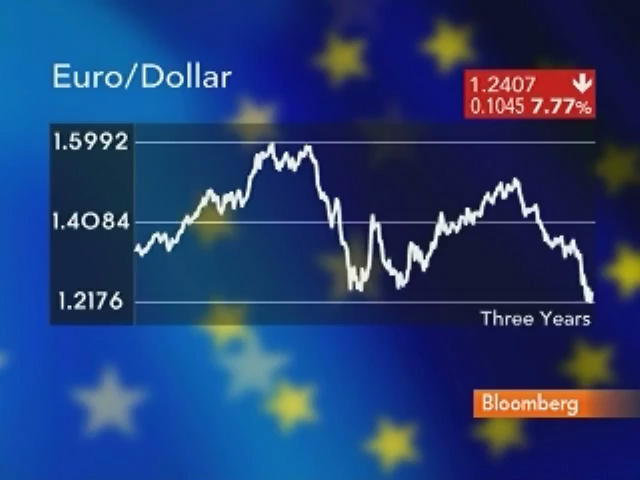 Euro/Dollar
1.2407
0.1045 7.77%
1.5992
1.4084
1.2176
Three Years
Bloomberg